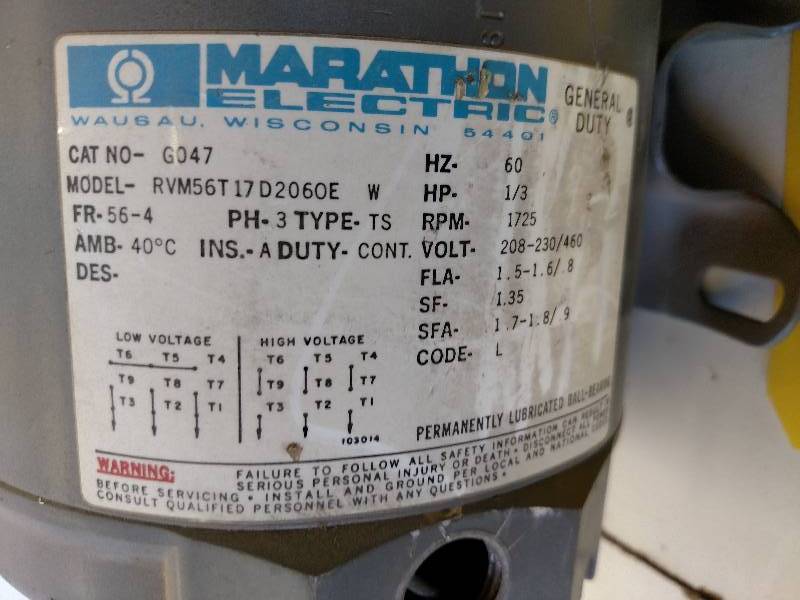 MARATHON
ELECTRIC®
WAUSAU, WISCONSIN 54401
GENERAL
DUTY
CAT NO- G047
MODEL- RVM56T17D2060E W
FR-56-4 PH-3 TYPE-TS
AMB-40°C INS.-A DUTY-CONT.
DES-
HZ- 60
HP- 1/3
RPM- 1725
VOLT- 208-230/460
FLA- 1.5-1.6/.8
SF- 1.35
SFA- 1.7-1.8/.9
CODE- L
LOW VOLTAGE
T6 T5 T4
T9 T8 T7
T3 T2 T1
HIGH VOLTAGE
T6 T5 T4
T9 T8 T7
T3 T2 T1
103014
PERMANENTLY LUBRICATED BALL-BEARING
WARNING:
FAILURE TO FOLLOW ALL SAFETY INFORMATION CAN RESULT IN
SERIOUS PERSONAL INJURY OR DEATH • DISCONNECT ALL POWER
BEFORE SERVICING • INSTALL AND GROUND PER LOCAL AND NATIONAL CODES •
CONSULT QUALIFIED PERSONNEL WITH ANY QUESTIONS •